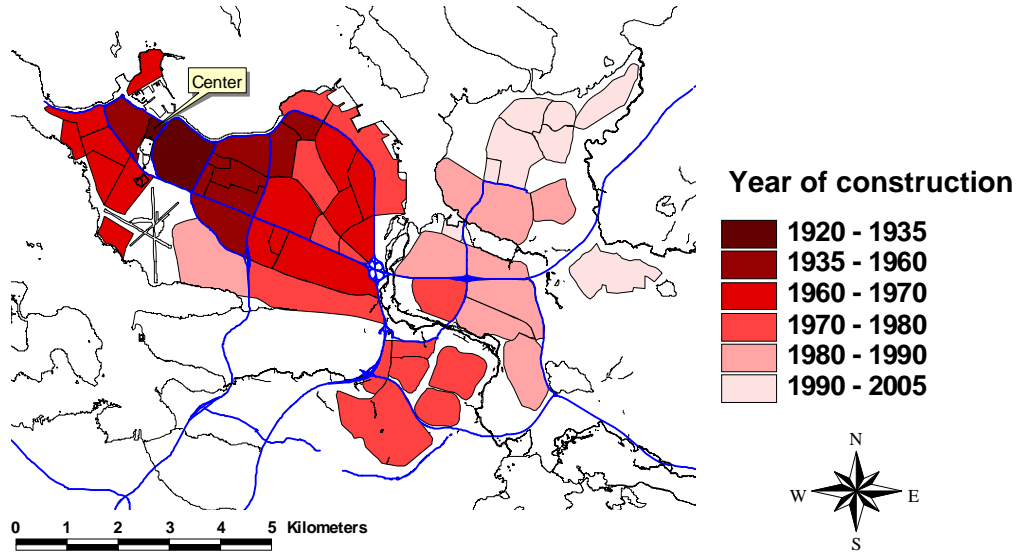 Center
Year of construction
1920 - 1935
1935 - 1960
1960 - 1970
1970 - 1980
1980 - 1990
1990 - 2005
N
W E
S
0 1 2 3 4 5 Kilometers